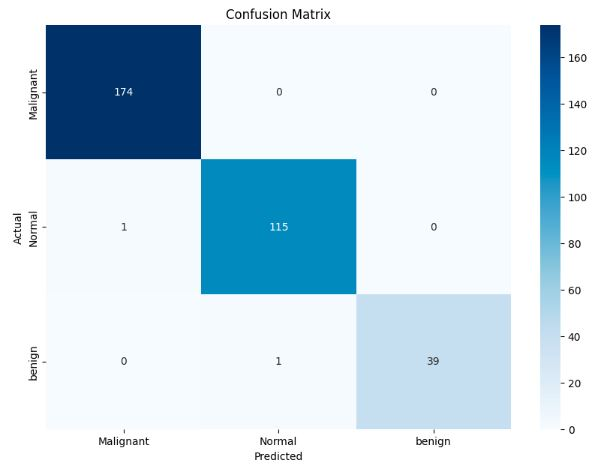 Confusion Matrix
Malignant 174 0 0
Actual
Normal 1 115 0
benign 0 1 39
Malignant Normal benign
Predicted
160
140
120
100
80
60
40
20
0